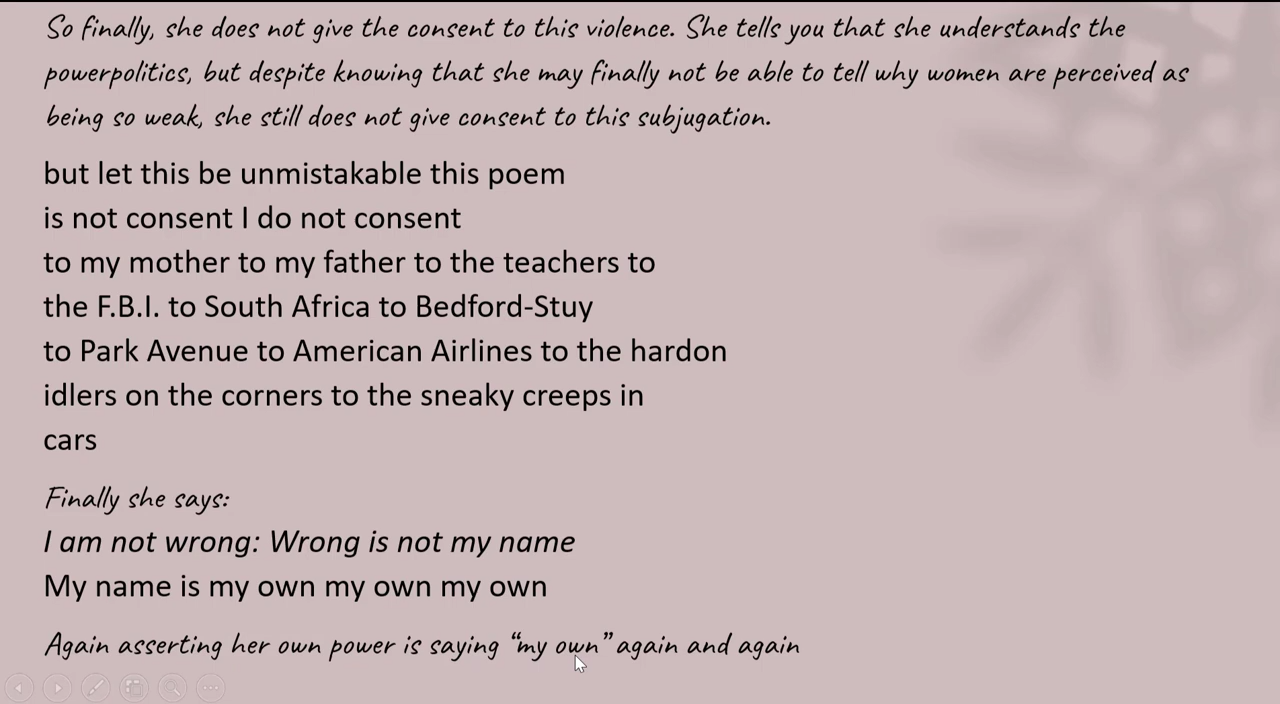 So finally, she does not give the consent to this violence. She tells you that she understands the
powerpolitics, but despite knowing that she may finally not be able to tell why women are perceived as
being so weak, she still does not give consent to this subjugation.
but let this be unmistakable this poem
is not consent I do not consent
to my mother to my father to the teachers to
the F.B.I. to South Africa to Bedford-Stuy
to Park Avenue to American Airlines to the hardon
idlers on the corners to the sneaky creeps in
cars
Finally she says:
I am not wrong: Wrong is not my name
My name is my own my own my own
Again asserting her own power is saying “my own” again and again